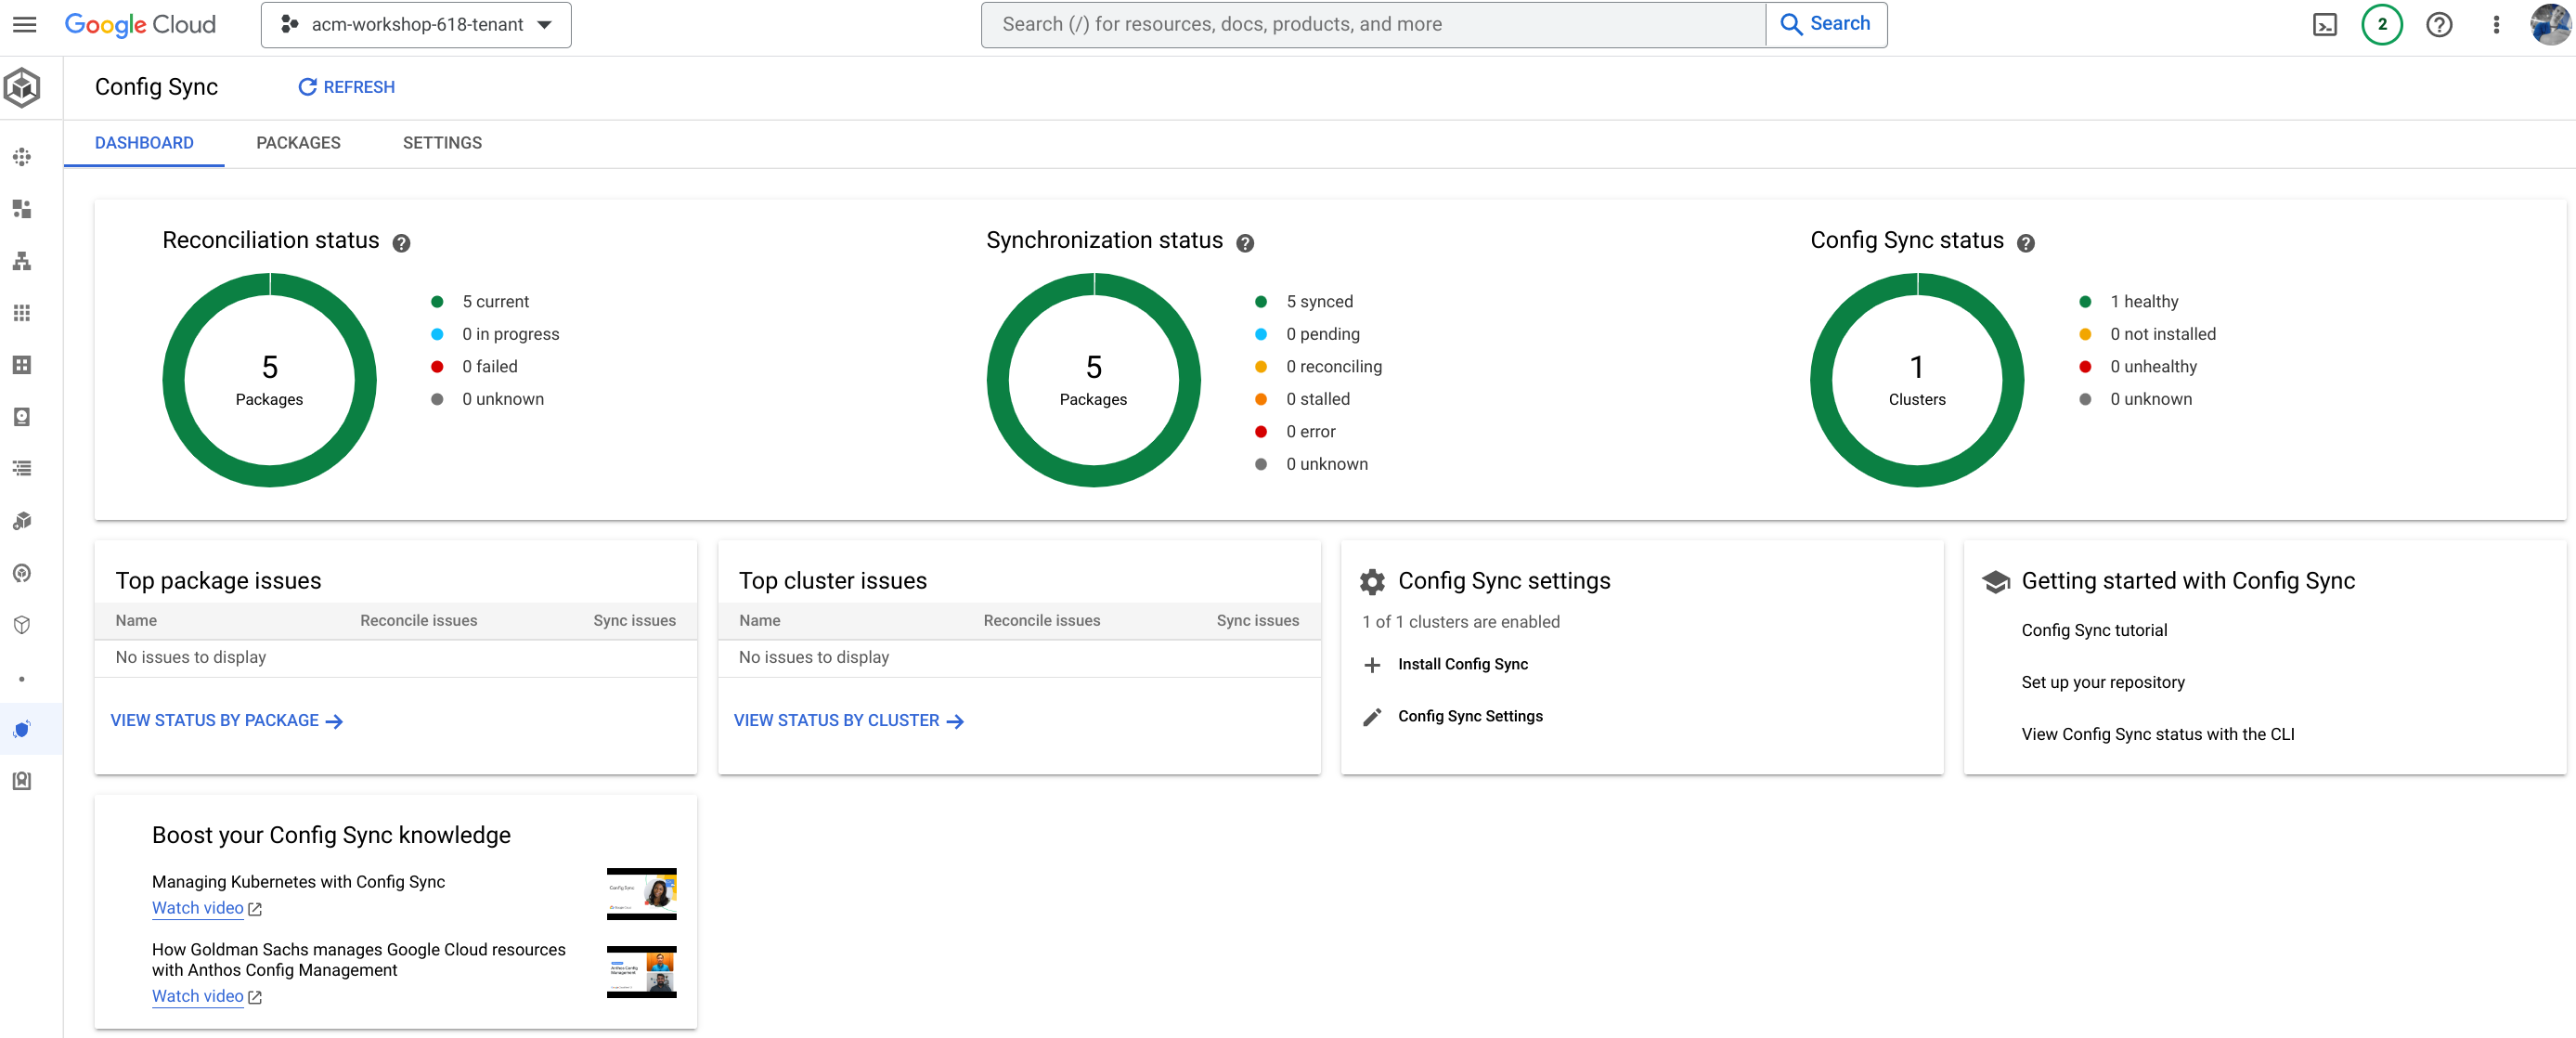 Google Cloud
acm-workshop-618-tenant
Search (/) for resources, docs, products, and more
Search
2
Config Sync
REFRESH
DASHBOARD
PACKAGES
SETTINGS
Reconciliation status
5
Packages
5 current
0 in progress
0 failed
0 unknown
Synchronization status
5
Packages
5 synced
0 pending
0 reconciling
0 stalled
0 error
0 unknown
Config Sync status
1
Clusters
1 healthy
0 not installed
0 unhealthy
0 unknown
Top package issues
Name Reconcile issues Sync issues
No issues to display
VIEW STATUS BY PACKAGE
Top cluster issues
Name Reconcile issues Sync issues
No issues to display
VIEW STATUS BY CLUSTER
Config Sync settings
1 of 1 clusters are enabled
Install Config Sync
Config Sync Settings
Getting started with Config Sync
Config Sync tutorial
Set up your repository
View Config Sync status with the CLI
Boost your Config Sync knowledge
Managing Kubernetes with Config Sync
Watch video
Config Sync
How Goldman Sachs manages Google Cloud resources
with Anthos Config Management
Watch video
Anthos Config
Management